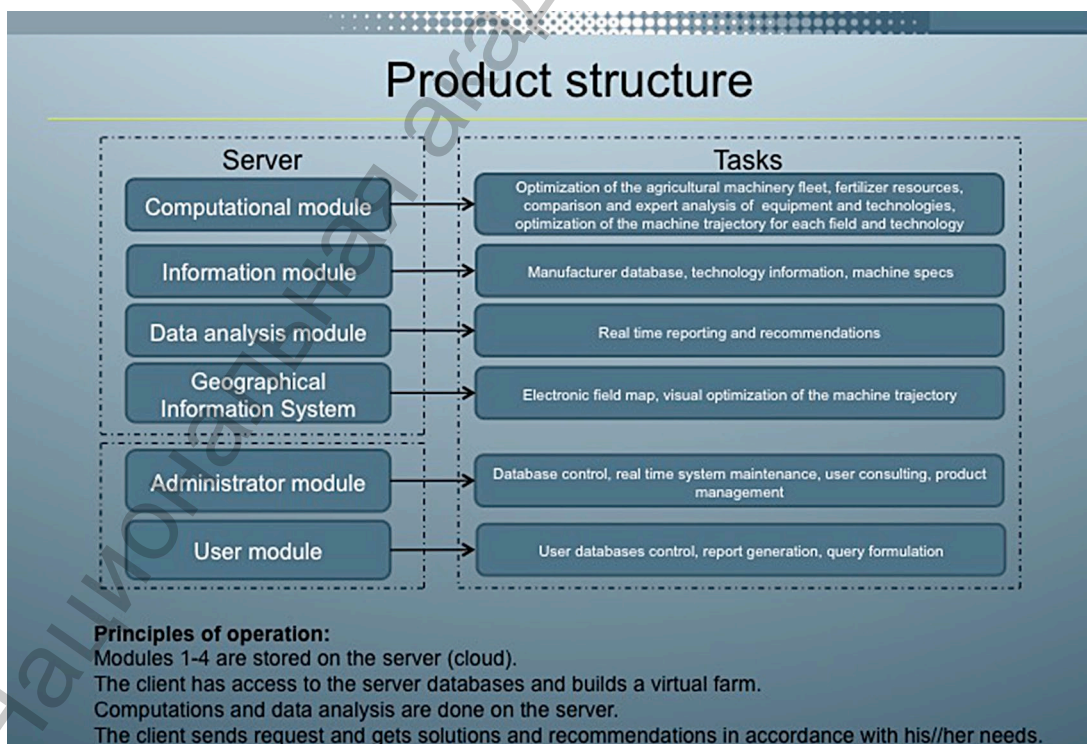 Product structure
Server
Tasks
Computational module
Optimization of the agricultural machinery fleet, fertilizer resources,
comparison and expert analysis of equipment and technologies,
optimization of the machine trajectory for each field and technology
Information module
Manufacturer database, technology information, machine specs
Data analysis module
Real time reporting and recommendations
Geographical
Information System
Electronic field map, visual optimization of the machine trajectory
Administrator module
Database control, real time system maintenance, user consulting, product
management
User module
User databases control, report generation, query formulation
Principles of operation:
Modules 1-4 are stored on the server (cloud).
The client has access to the server databases and builds a virtual farm.
Computations and data analysis are done on the server.
The client sends request and gets solutions and recommendations in accordance with his//her needs.
Национальная